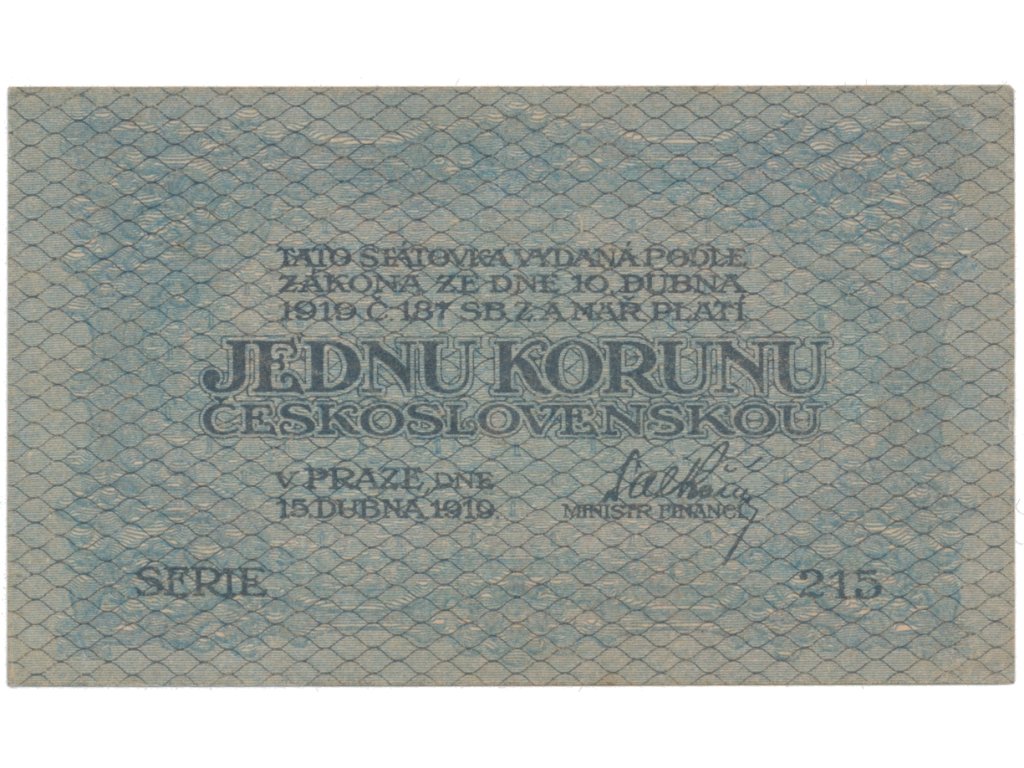 TATO STÁTOVKA VYDANÁ PODLE
ZÁKONA ZE DNE 10. DUBNA
1919 Č. 187 SB. Z. A NAŘ. PLATÍ
JEDNU KORUNU
ČESKOSLOVENSKOU
V PRAZE, DNE
15. DUBNA 1919.
MINISTR FINANCÍ
SERIE 215